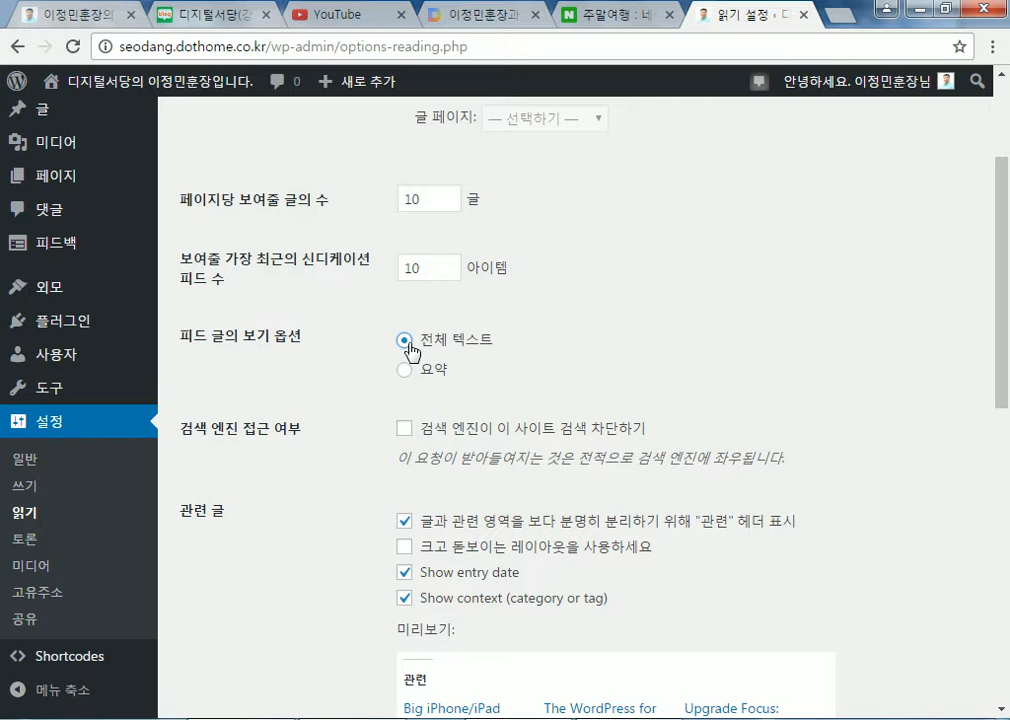 이정민훈장의
디지털서당(강
YouTube
이정민훈장과
주말여행 : 네이
읽기 설정 ‹ 디
seodang.dothome.co.kr/wp-admin/options-reading.php
디지털서당의 이정민훈장입니다.
0
새로 추가
안녕하세요. 이정민훈장님
글
미디어
페이지
댓글
피드백
외모
플러그인
사용자
도구
설정
일반
쓰기
읽기
토론
미디어
고유주소
공유
Shortcodes
메뉴 축소
글 페이지: — 선택하기 —
페이지당 보여줄 글의 수
10 글
보여줄 가장 최근의 신디케이션
피드 수
10 아이템
피드 글의 보기 옵션
전체 텍스트
요약
검색 엔진 접근 여부
검색 엔진이 이 사이트 검색 차단하기
이 요청이 받아들여지는 것은 전적으로 검색 엔진에 좌우됩니다.
관련 글
글과 관련 영역을 보다 분명히 분리하기 위해 "관련" 헤더 표시
크고 돋보이는 레이아웃을 사용하세요
Show entry date
Show context (category or tag)
미리보기:
관련
Big iPhone/iPad
The WordPress for
Upgrade Focus: